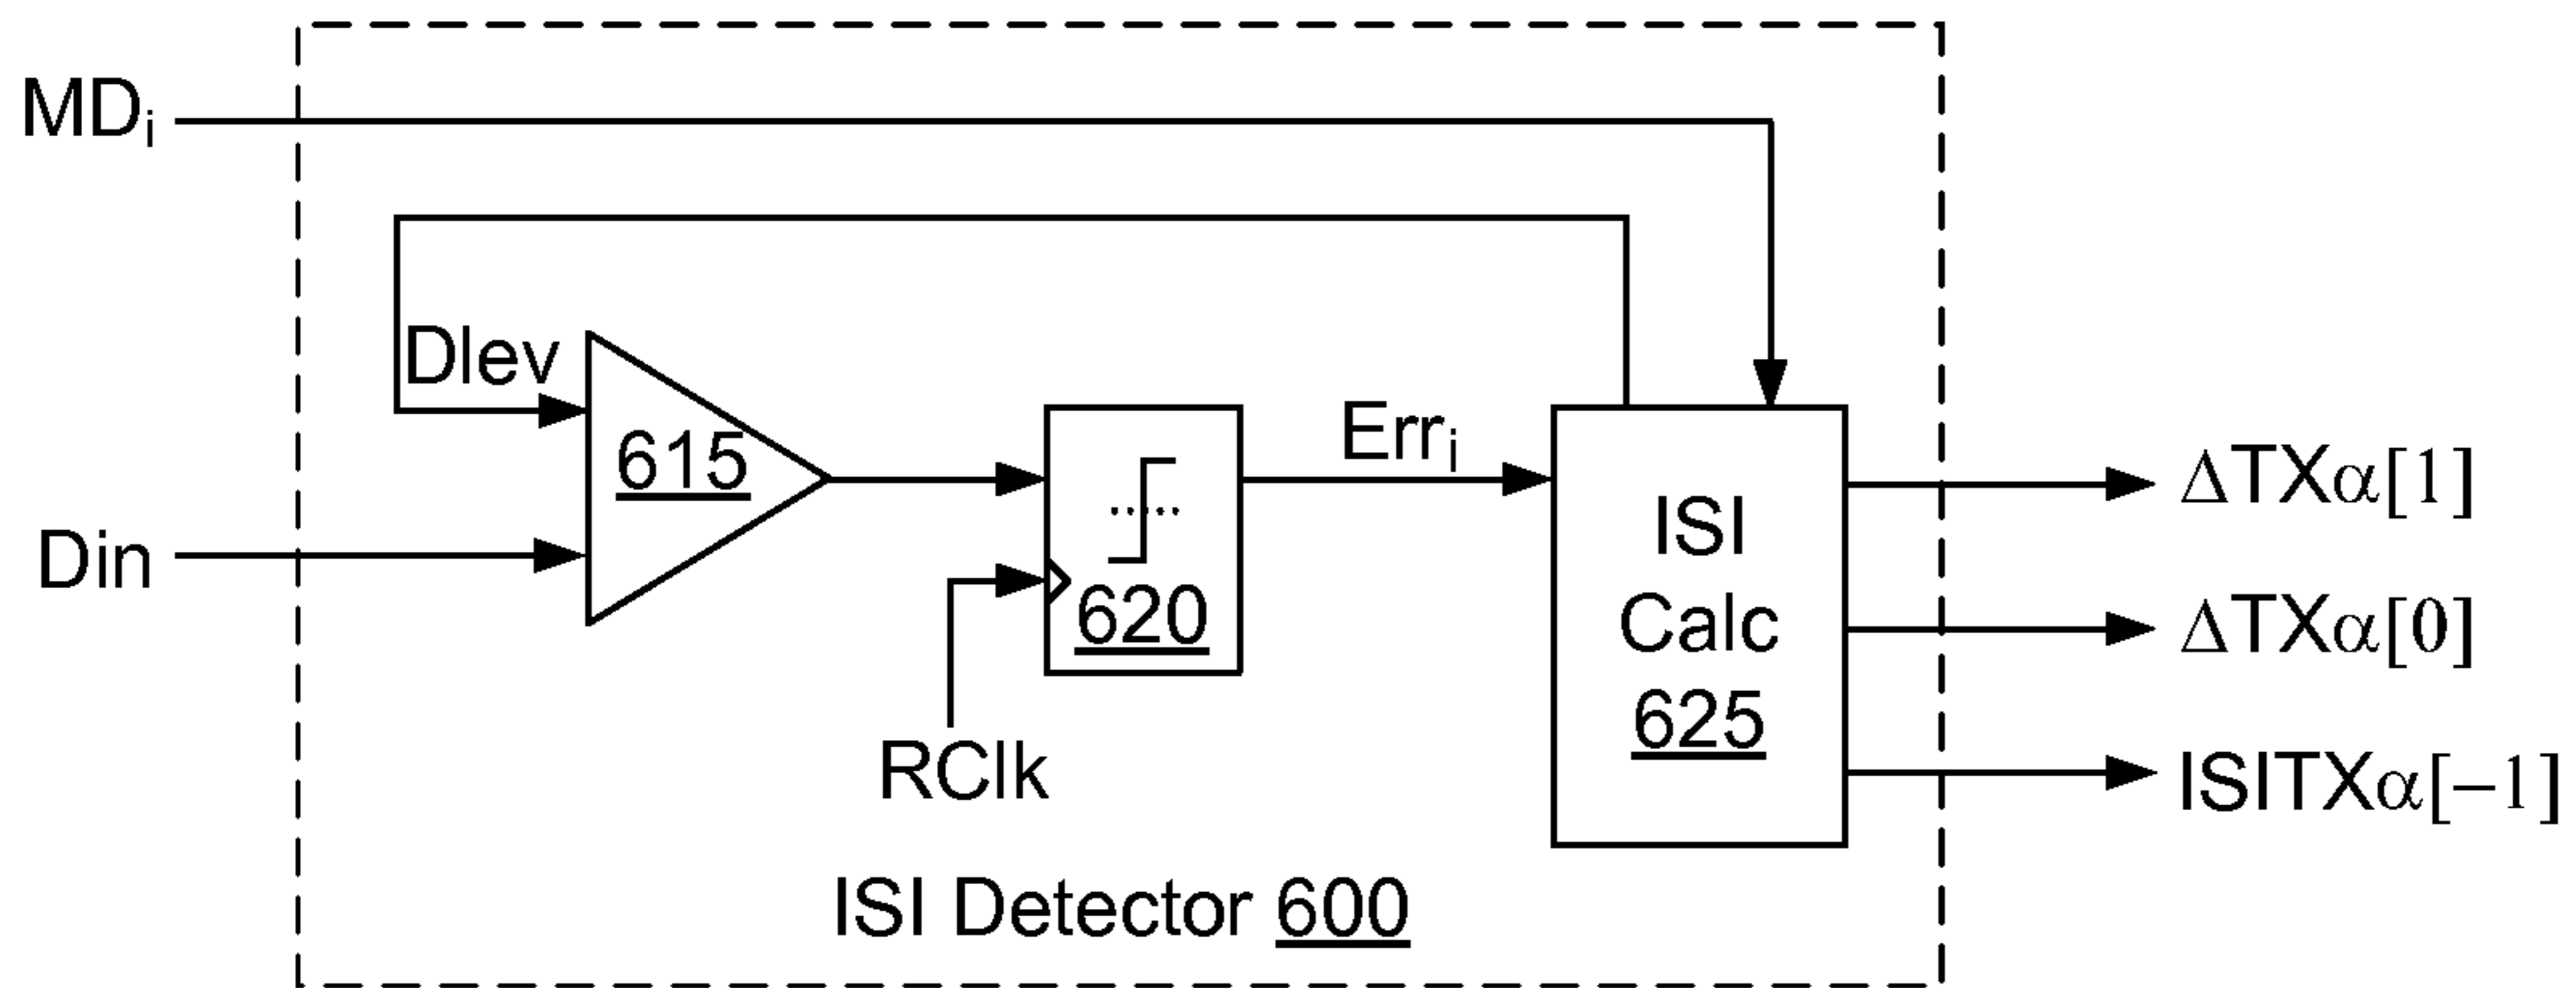 MDi
Dlev
615
Din
620
RClk
Erri
ISI
Calc
625
ΔTXα[1]
ΔTXα[0]
ISITXα[−1]
ISI Detector 600